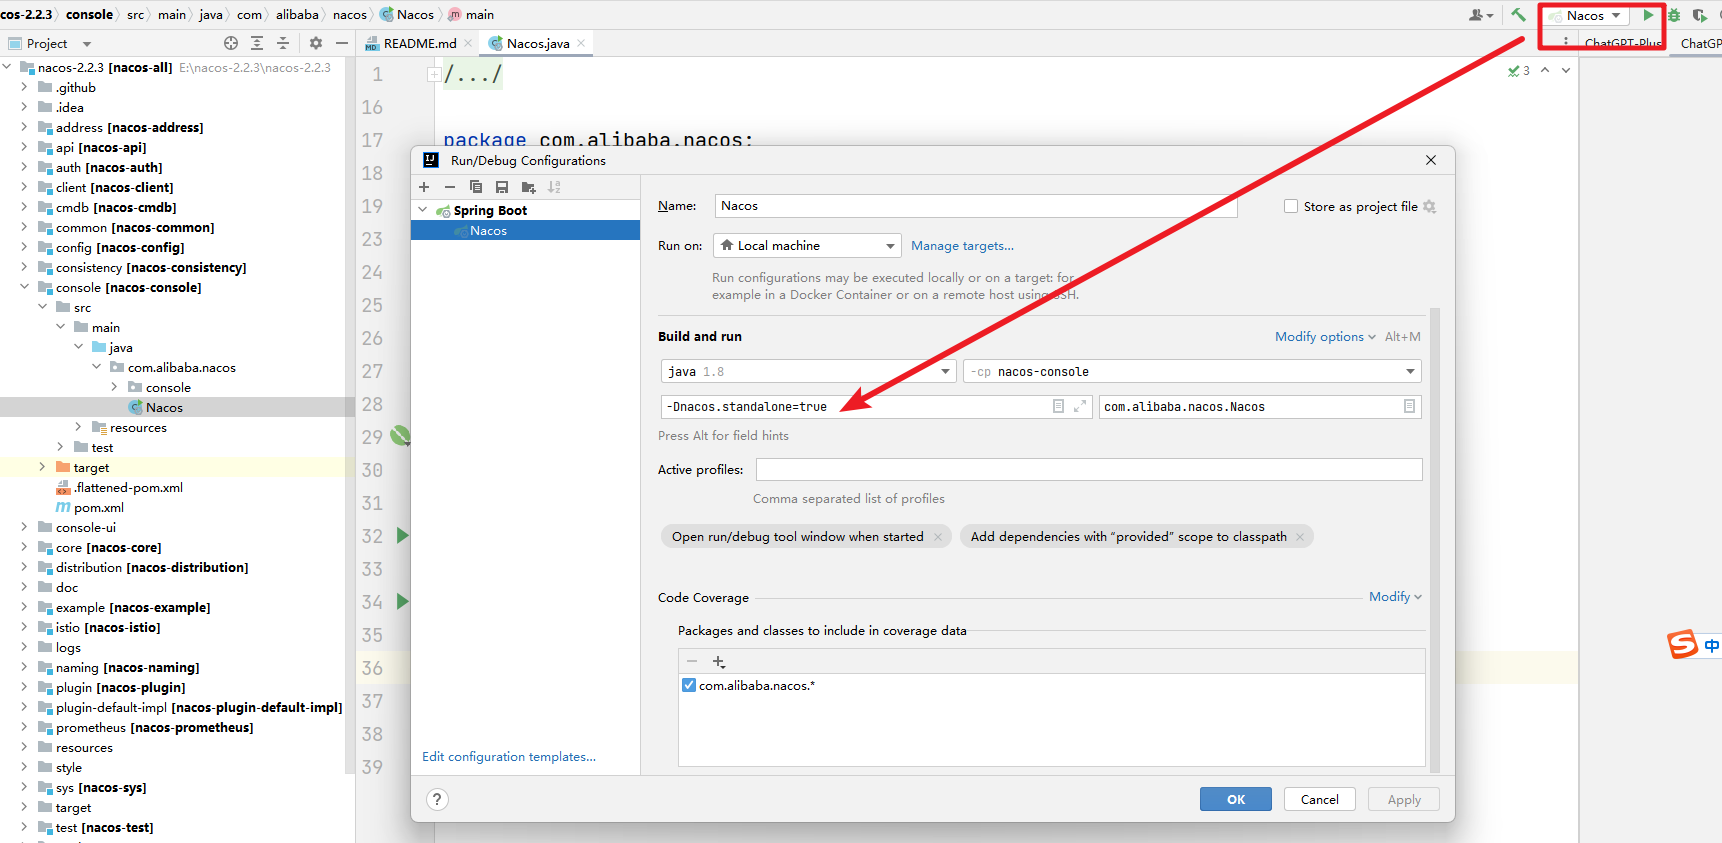 cos-2.2.3 console src main java com alibaba nacos Nacos main
Nacos
Project
README.md
Nacos.java
ChatGPT-Plus
ChatGP
nacos-2.2.3 [nacos-all] E:\nacos-2.2.3\nacos-2.2.3
.github
.idea
address [nacos-address]
api [nacos-api]
auth [nacos-auth]
client [nacos-client]
cmdb [nacos-cmdb]
common [nacos-common]
config [nacos-config]
consistency [nacos-consistency]
console [nacos-console]
src
main
java
com.alibaba.nacos
console
Nacos
resources
test
target
.flattened-pom.xml
pom.xml
console-ui
core [nacos-core]
distribution [nacos-distribution]
doc
example [nacos-example]
istio [nacos-istio]
logs
naming [nacos-naming]
plugin [nacos-plugin]
plugin-default-impl [nacos-plugin-default-impl]
prometheus [nacos-prometheus]
resources
style
sys [nacos-sys]
target
test [nacos-test]
1 /.../
16
17 package com.alibaba.nacos;
18
19
23
24
25
26
27
28
29
30
31
32
33
34
35
36
37
38
39
3
Run/Debug Configurations
Spring Boot
Nacos
Edit configuration templates...
Name: Nacos
Store as project file
Run on: Local machine Manage targets...
Run configurations may be executed locally or on a target: for
example in a Docker Container or on a remote host using SSH.
Build and run
Modify options Alt+M
java 1.8
-cp nacos-console
-Dnacos.standalone=true
com.alibaba.nacos.Nacos
Press Alt for field hints
Active profiles:
Comma separated list of profiles
Open run/debug tool window when started
Add dependencies with “provided” scope to classpath
Code Coverage
Modify
Packages and classes to include in coverage data
com.alibaba.nacos.*
?
OK
Cancel
Apply
中